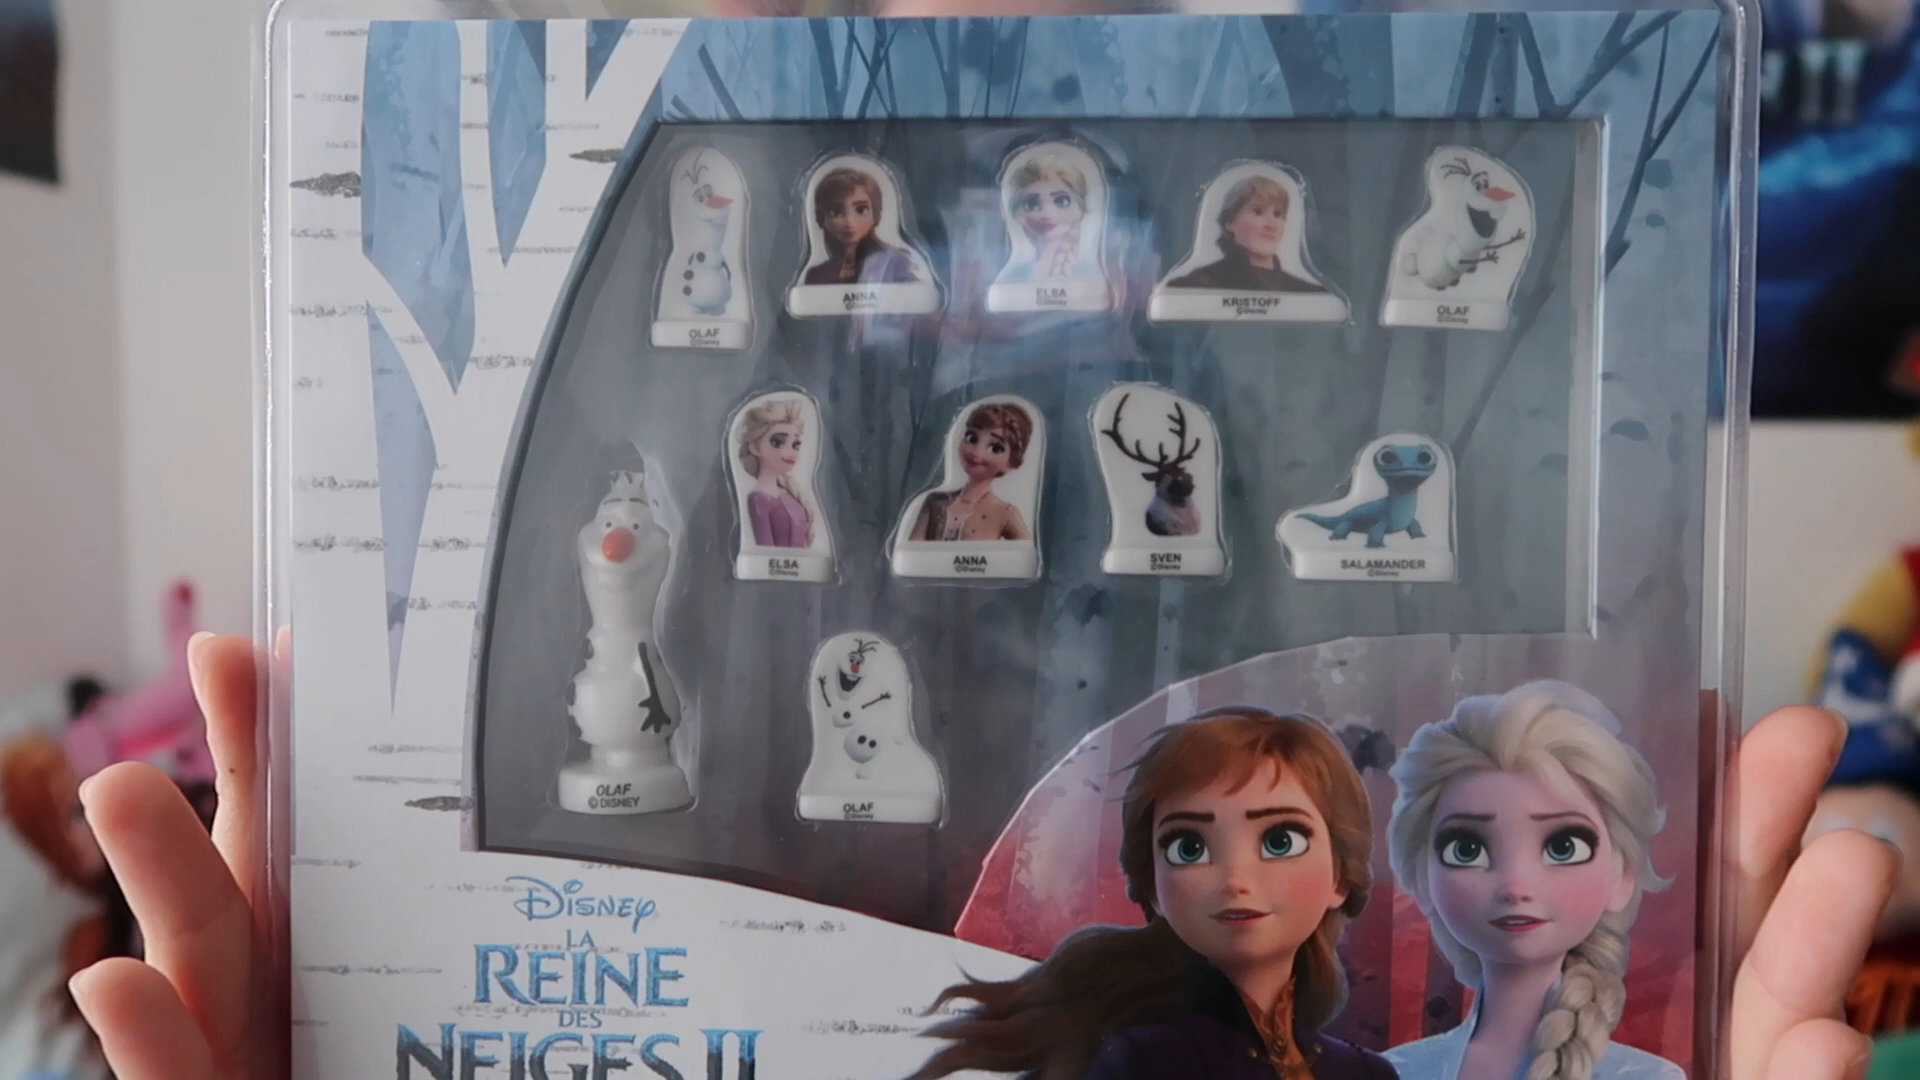 OLAF
©Disney
ANNA
©Disney
ELSA
©Disney
KRISTOFF
©Disney
OLAF
©Disney
ELSA
©Disney
ANNA
©Disney
SVEN
©Disney
SALAMANDER
©Disney
OLAF
© DISNEY
OLAF
©Disney
Disney
LA
REINE
DES
NEIGES II